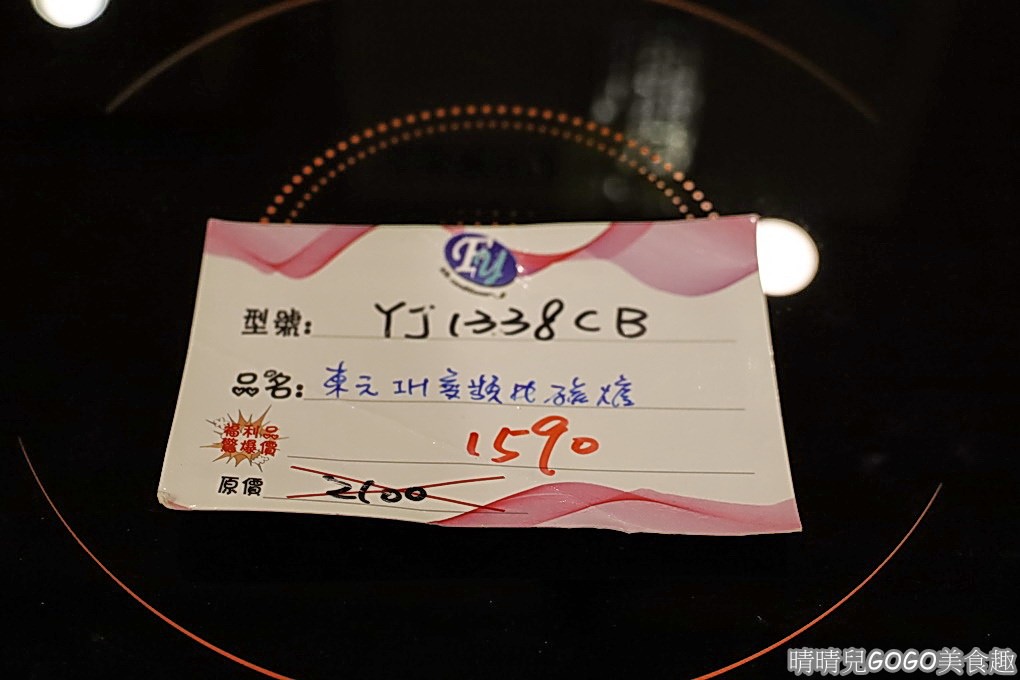 Fy
型號: YJ1338CB
品名: 東元IH變頻電磁爐
福利品
驚爆價
1590
原價 2100
晴晴兒GOGO美食趣